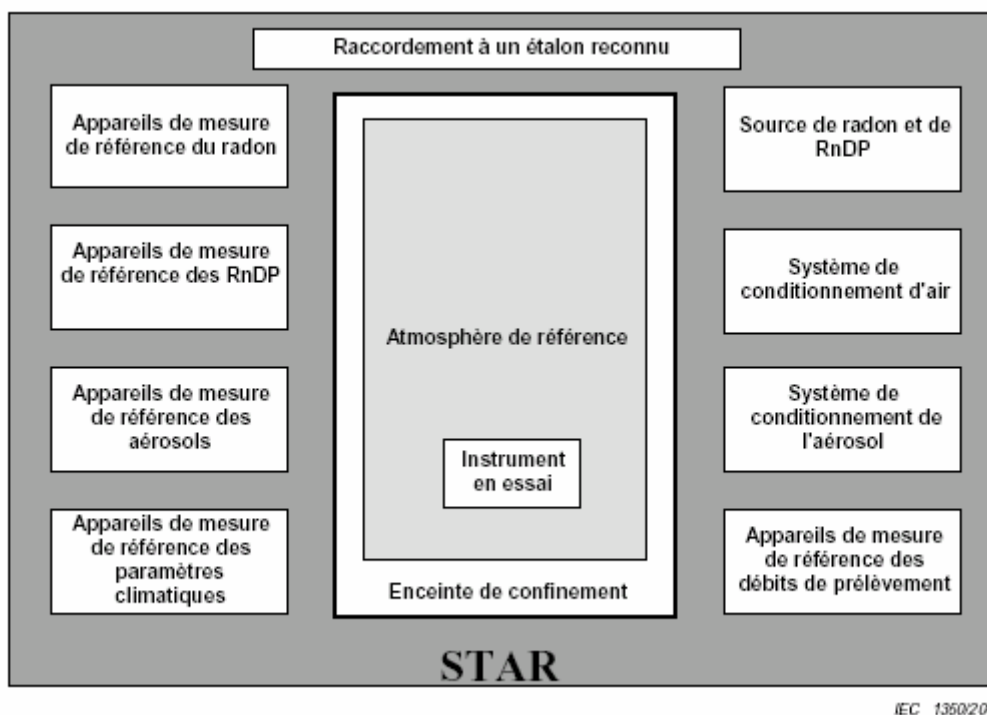 Raccordement à un étalon reconnu
Appareils de mesure
de référence du radon
Appareils de mesure
de référence des RnDP
Appareils de mesure
de référence des
aérosols
Appareils de mesure
de référence des
paramètres
climatiques
Atmosphère de référence
Instrument
en essai
Enceinte de confinement
Source de radon et de
RnDP
Système de
conditionnement d'air
Système de
conditionnement de
l'aérosol
Appareils de mesure
de référence des
débits de prélèvement
STAR
IEC 1350/20